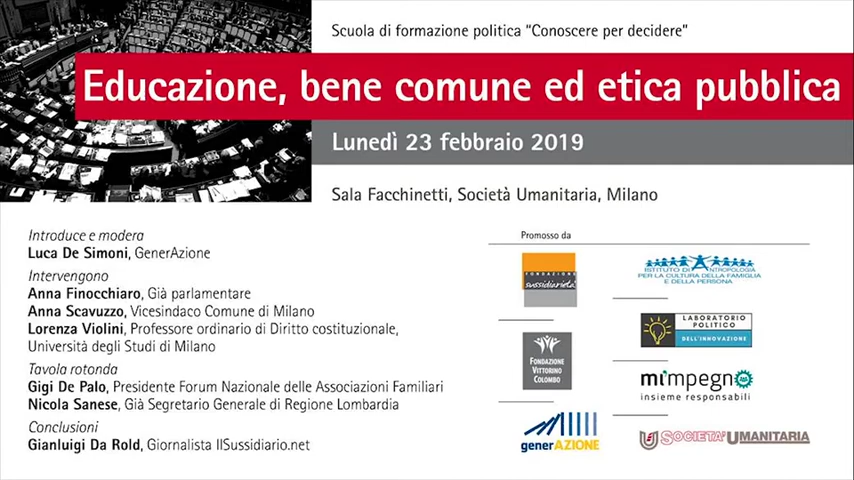 Scuola di formazione politica “Conoscere per decidere”
Educazione, bene comune ed etica pubblica
Lunedì 23 febbraio 2019
Sala Facchinetti, Società Umanitaria, Milano
Introduce e modera
Luca De Simoni, GenerAzione
Intervengono
Anna Finocchiaro, Già parlamentare
Anna Scavuzzo, Vicesindaco Comune di Milano
Lorenza Violini, Professore ordinario di Diritto costituzionale,
Università degli Studi di Milano
Tavola rotonda
Gigi De Palo, Presidente Forum Nazionale delle Associazioni Familiari
Nicola Sanese, Già Segretario Generale di Regione Lombardia
Conclusioni
Gianluigi Da Rold, Giornalista IlSussidiario.net
Promosso da
FONDAZIONE
sussidiarietà
ISTITUTO DI ANTROPOLOGIA
PER LA CULTURA DELLA FAMIGLIA
E DELLA PERSONA
LABORATORIO
POLITICO
DELL'INNOVAZIONE
FONDAZIONE
VITTORINO
COLOMBO
mi'mpegno
insieme responsabili
generAZIONE
SOCIETA' UMANITARIA